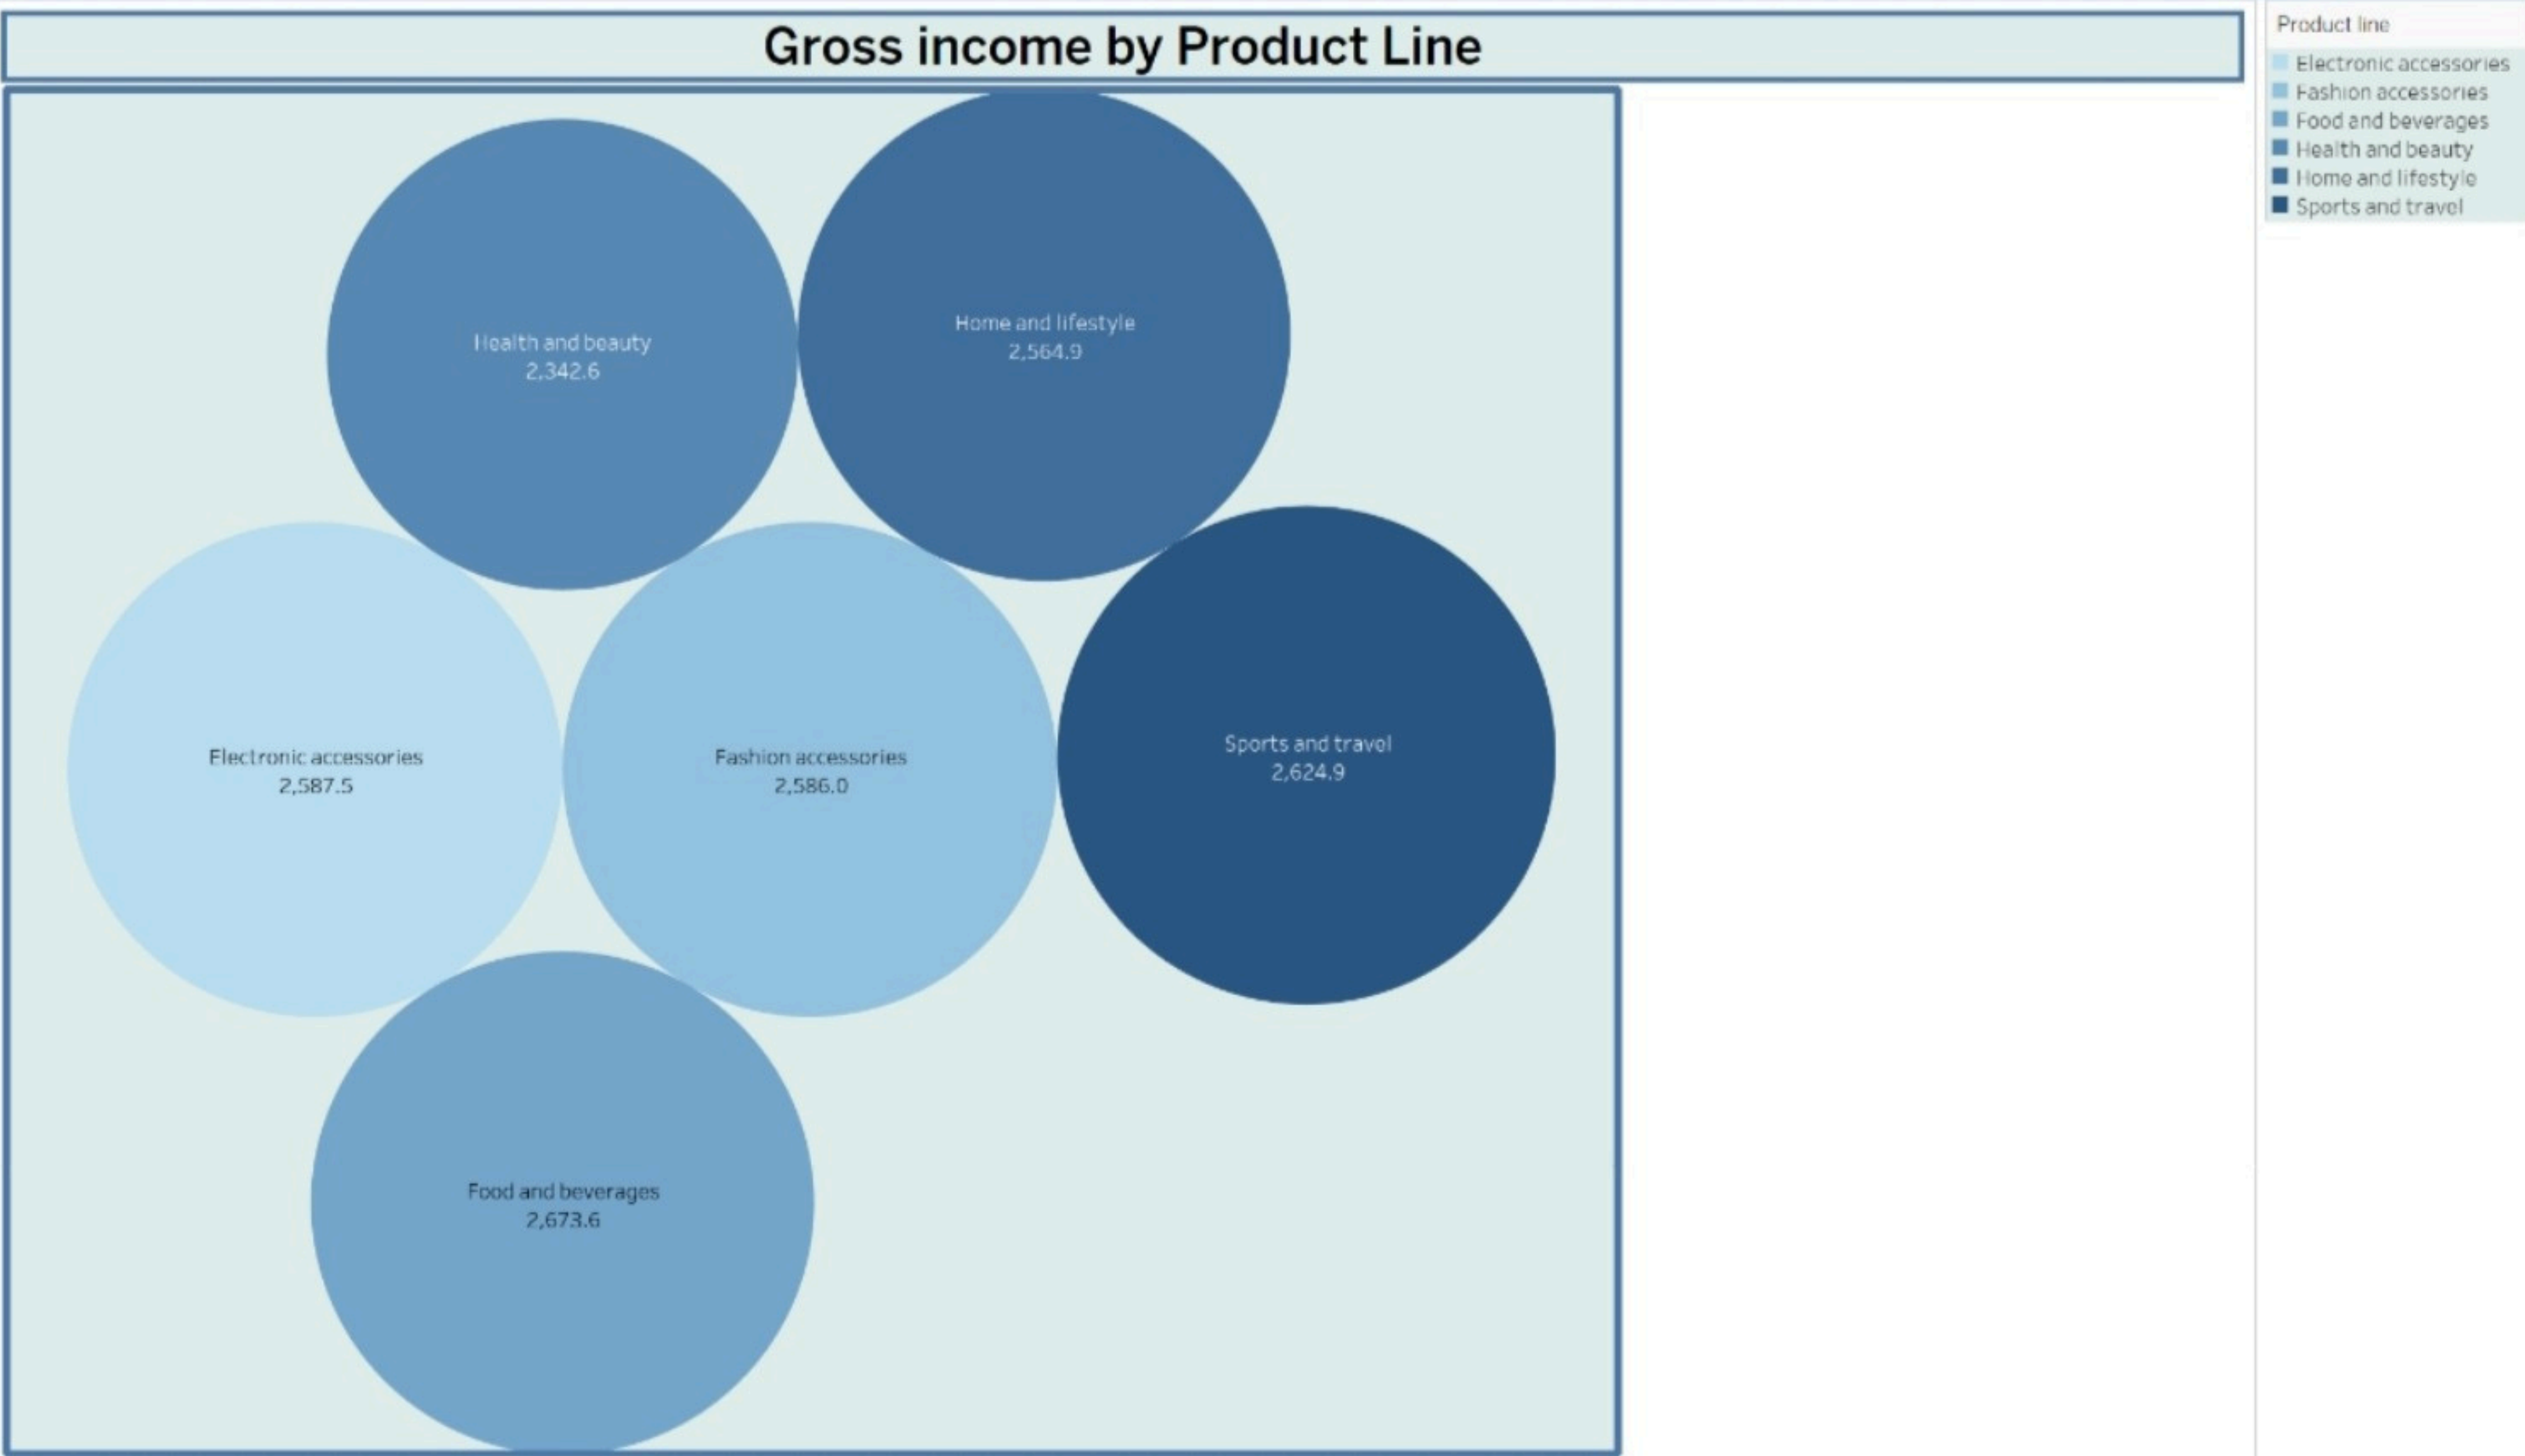 Gross income by Product Line
Product line
Electronic accessories
Fashion accessories
Food and beverages
Health and beauty
Home and lifestyle
Sports and travel
Health and beauty
2,342.6
Home and lifestyle
2,564.9
Electronic accessories
2,587.5
Fashion accessories
2,586.0
Sports and travel
2,624.9
Food and beverages
2,673.6